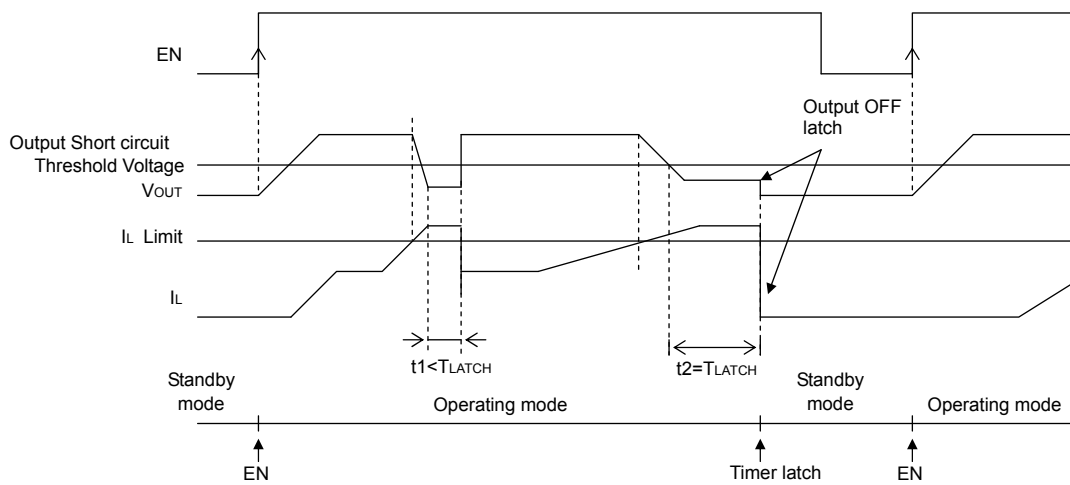 EN
Output OFF
latch
Output Short circuit
Threshold Voltage
VOUT
IL Limit
IL
t1<TLATCH
t2=TLATCH
Standby
mode
Operating mode
Standby
mode
Operating mode
EN
Timer latch
EN